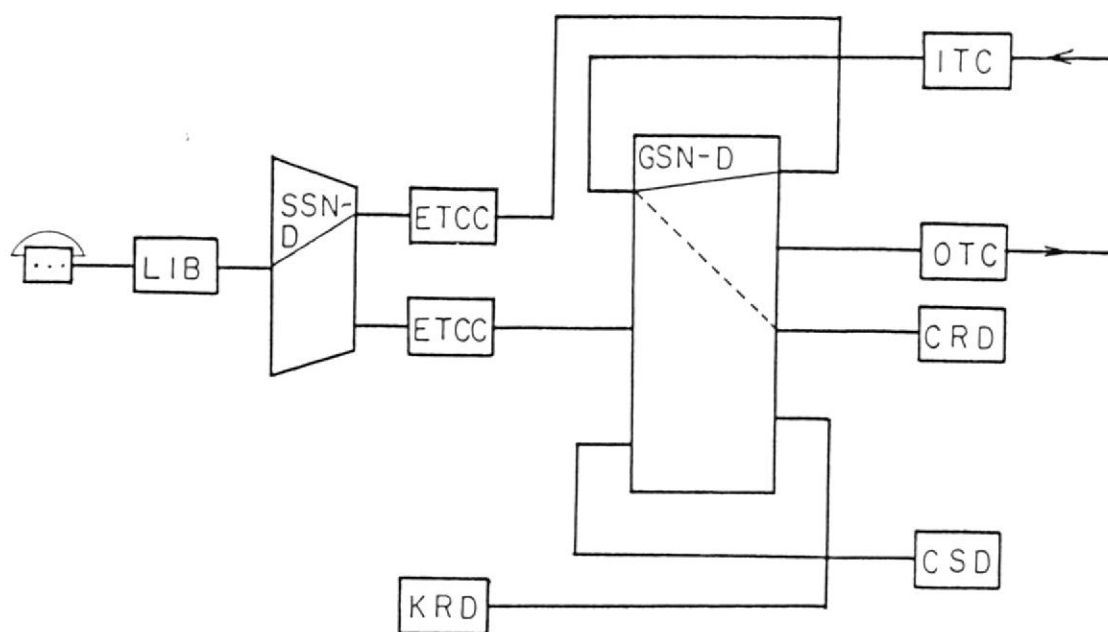 ITC
GSN-D
SSN-
D
ETCC
LIB
OTC
ETCC
CRD
CSD
KRD